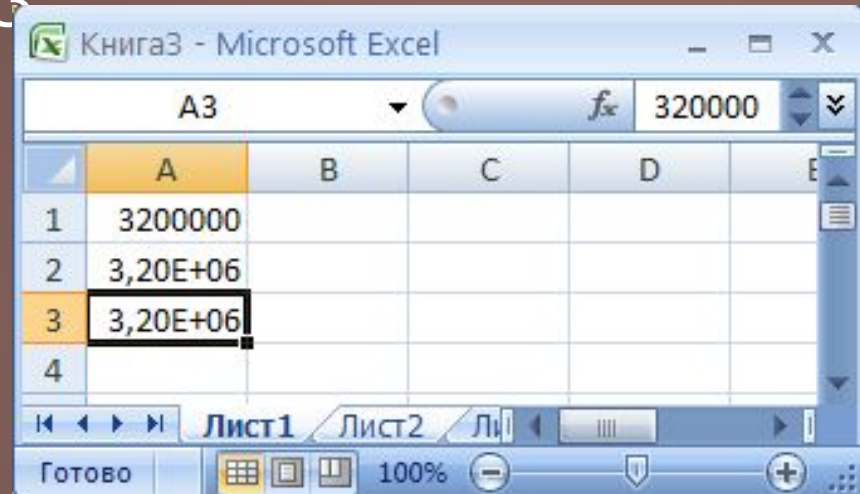 Книга3 - Microsoft Excel
A3 fx 320000
A B C D E
1 3200000
2 3,20E+06
3 3,20E+06
4
Лист1 Лист2
Готово 100%